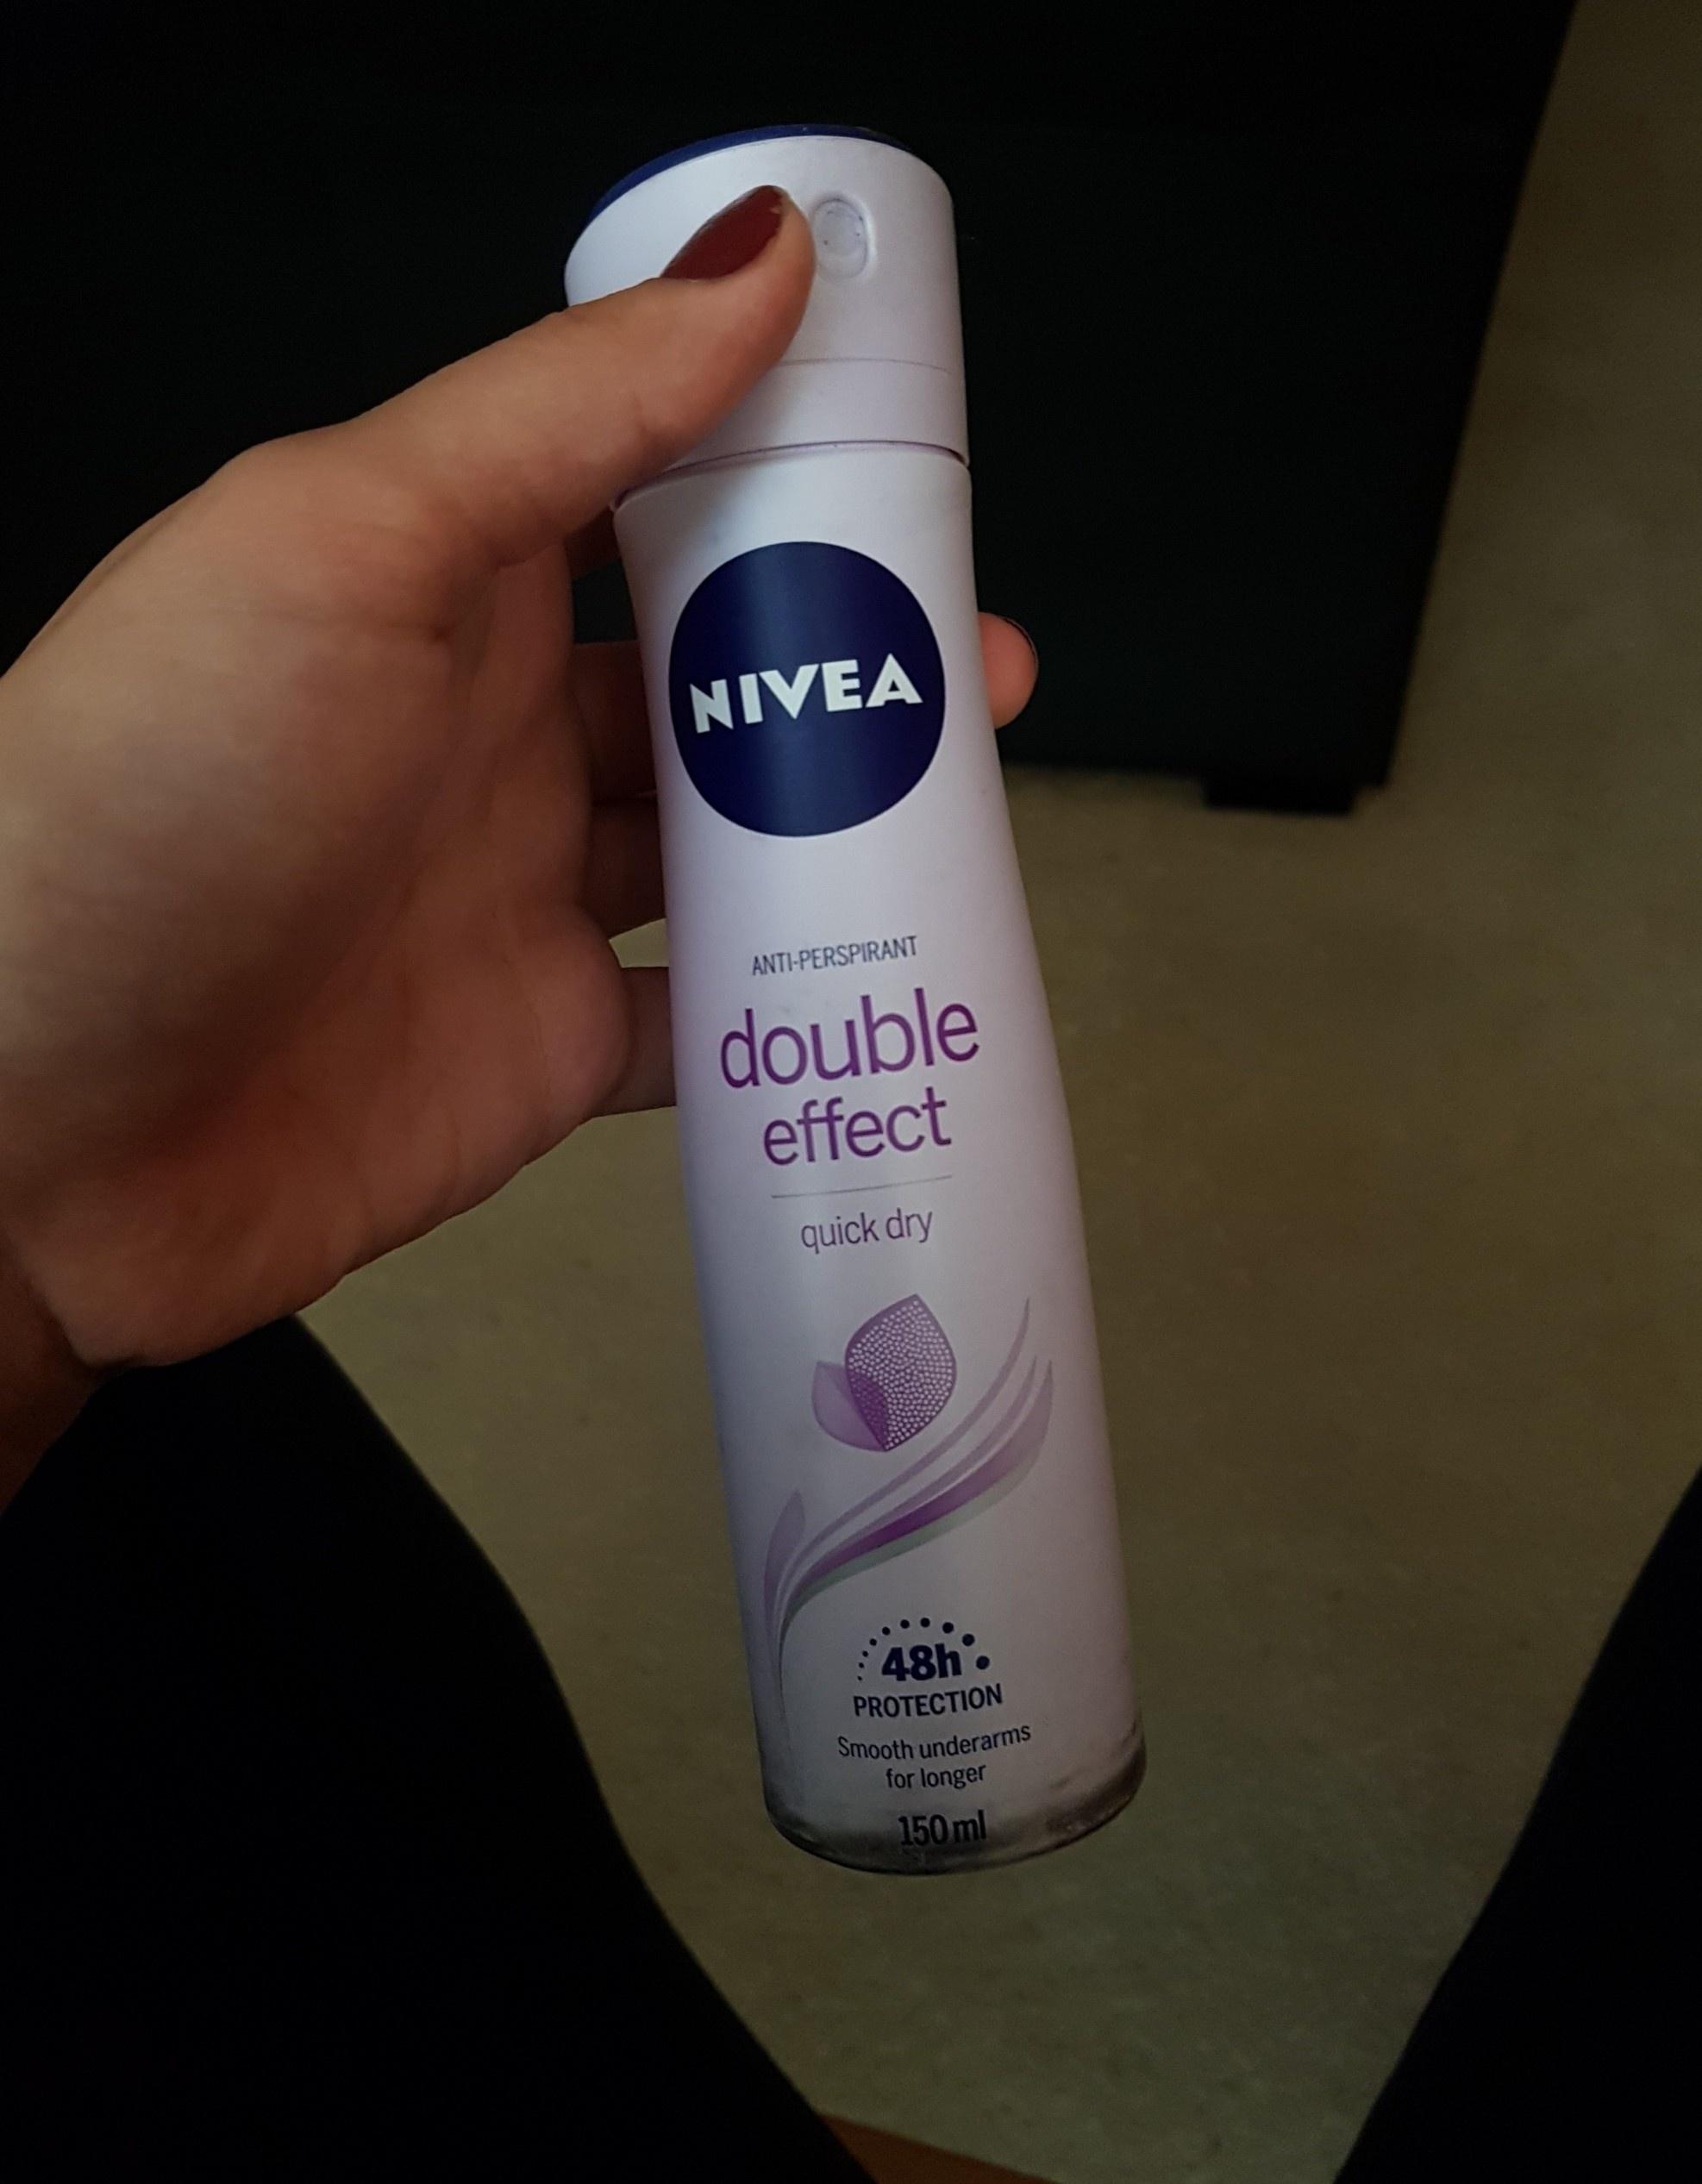 NIVEA
ANTI-PERSPIRANT
double
effect
quick dry
48h
PROTECTION
Smooth underarms
for longer
150 ml